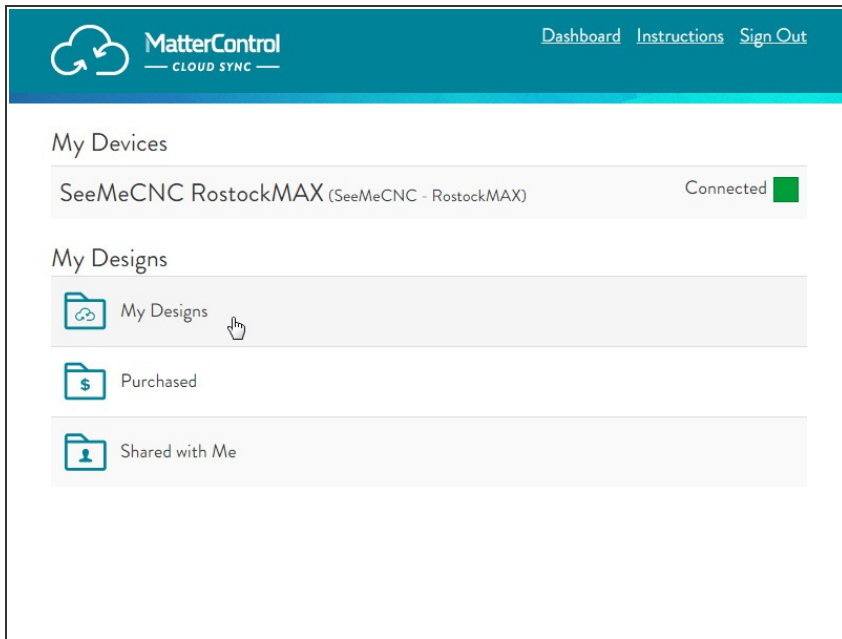 MatterControl
CLOUD SYNC
Dashboard Instructions Sign Out
My Devices
SeeMeCNC RostockMAX (SeeMeCNC - RostockMAX) Connected
My Designs
My Designs
$ Purchased
Shared with Me